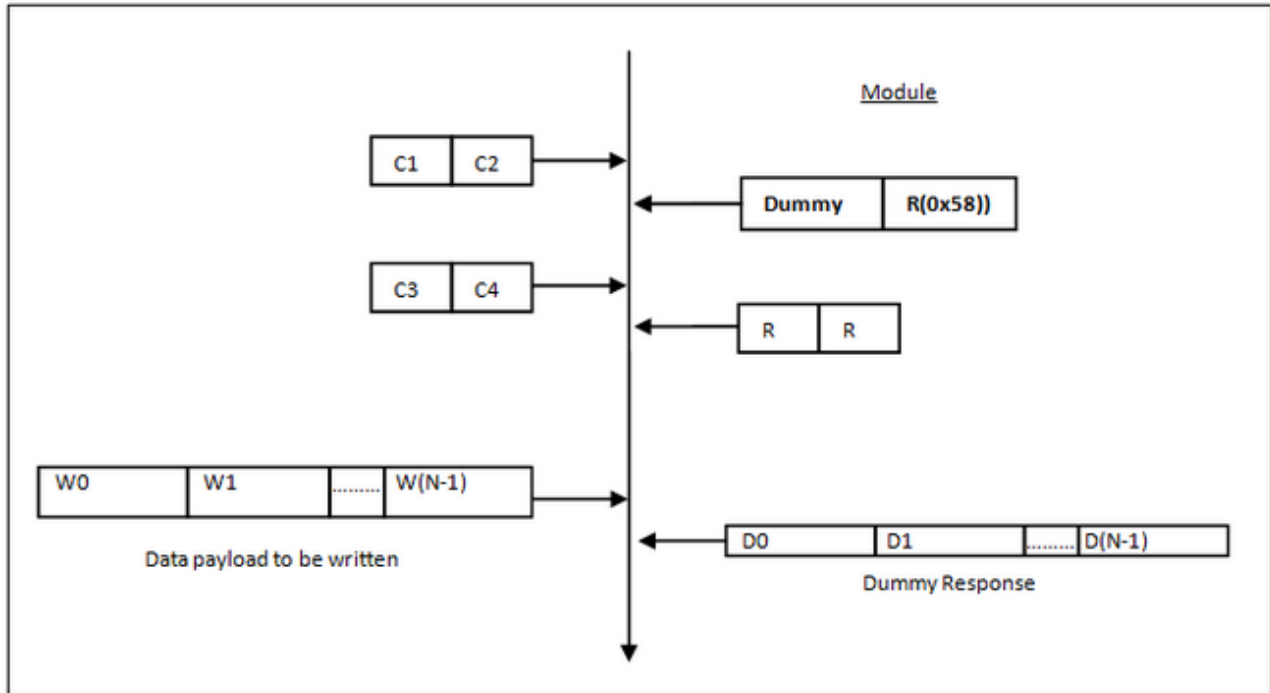 Module
C1 C2
Dummy R(0x58))
C3 C4
R R
W0 W1 ......... W(N-1)
Data payload to be written
D0 D1 ......... D(N-1)
Dummy Response